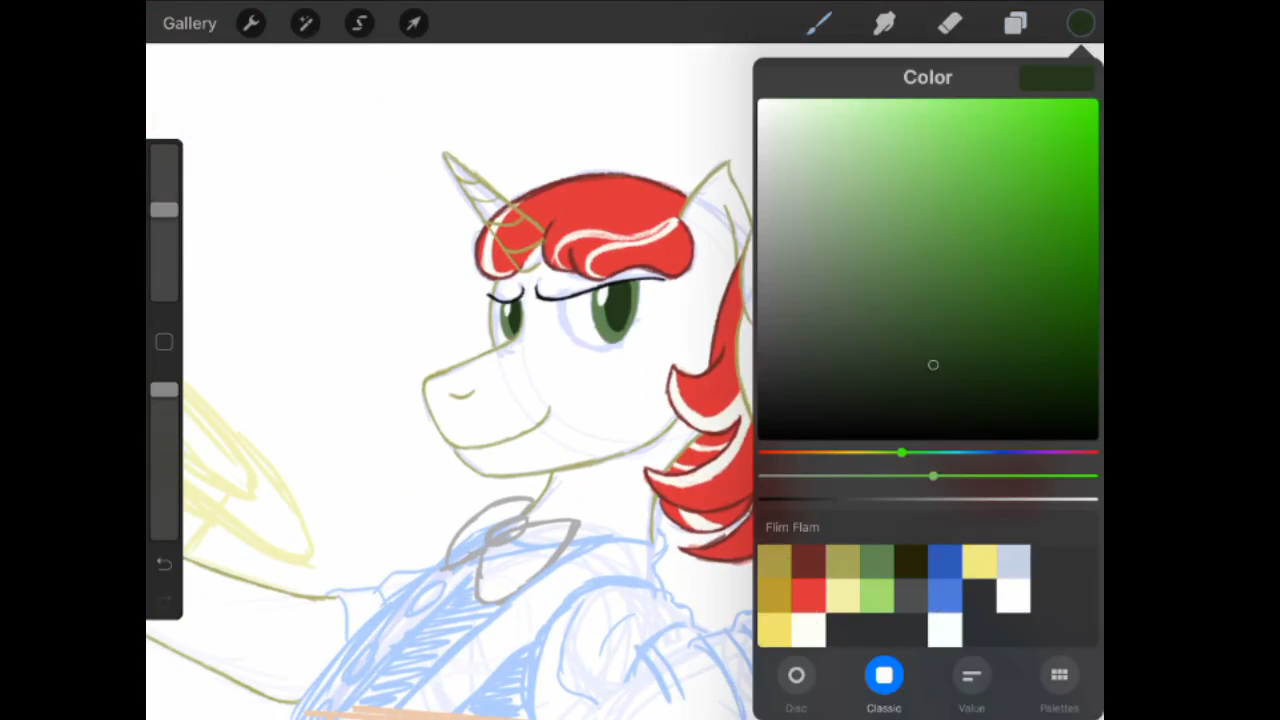 Gallery
Color
Flim Flam
Disc
Classic
Value
Palettes